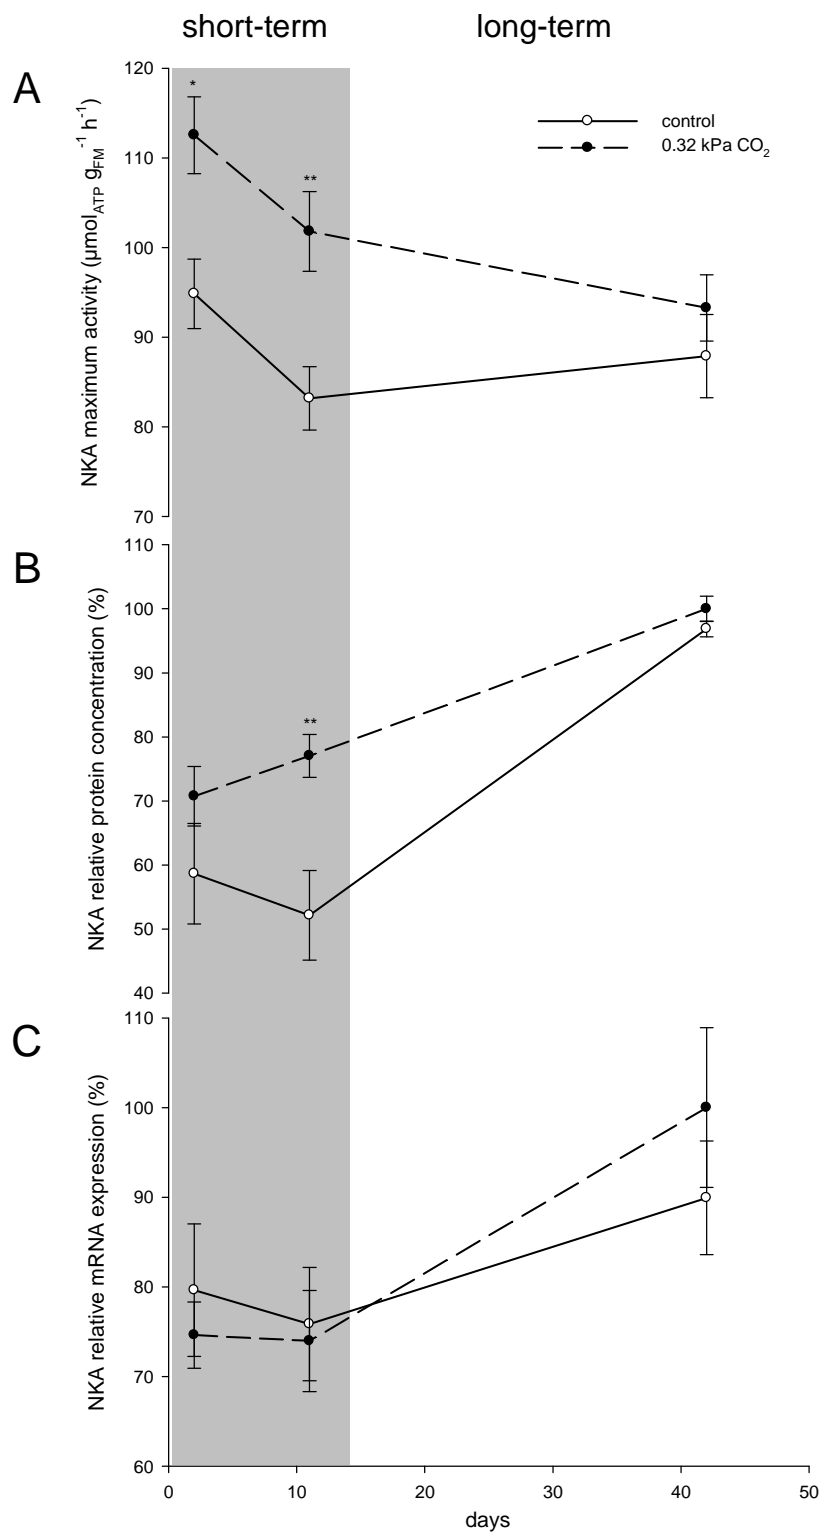 short-term long-term
A
NKA maximum activity (µmol_ATP g_FM^-1 h^-1)
120
110
100
90
80
70
*
**
control
0.32 kPa CO₂
B
NKA relative protein concentration (%)
110
100
90
80
70
60
50
40
**
C
NKA relative mRNA expression (%)
110
100
90
80
70
60
0 10 20 30 40 50
days